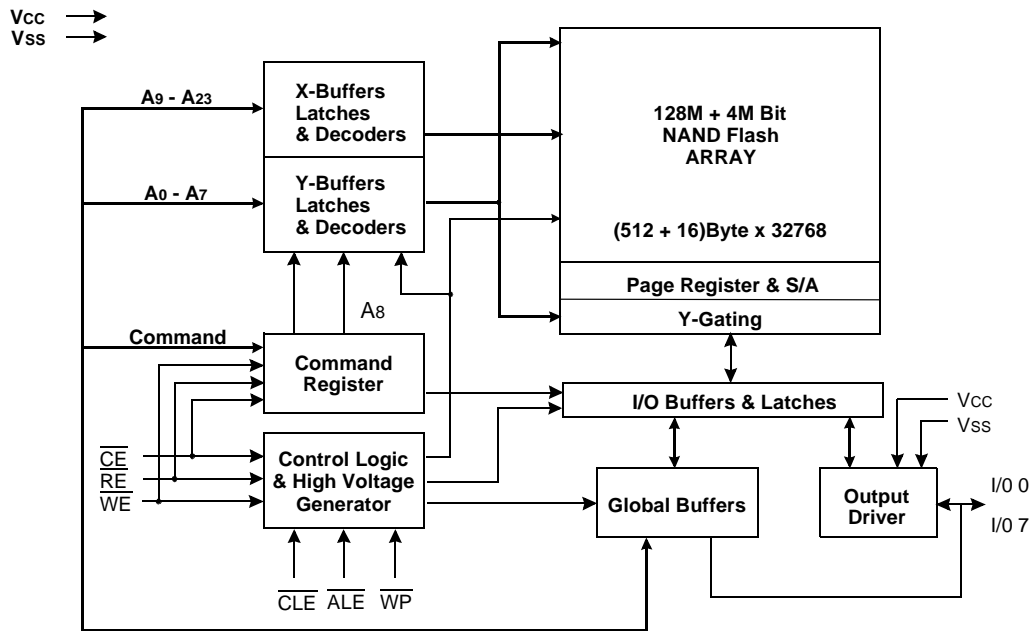 VCC
VSS
A9 - A23
X-Buffers
Latches
& Decoders
A0 - A7
Y-Buffers
Latches
& Decoders
128M + 4M Bit
NAND Flash
ARRAY
(512 + 16)Byte x 32768
Page Register & S/A
Y-Gating
A8
Command
Command
Register
I/O Buffers & Latches
VCC
VSS
CE
RE
WE
Control Logic
& High Voltage
Generator
Global Buffers
Output
Driver
I/0 0
I/0 7
CLE
ALE
WP